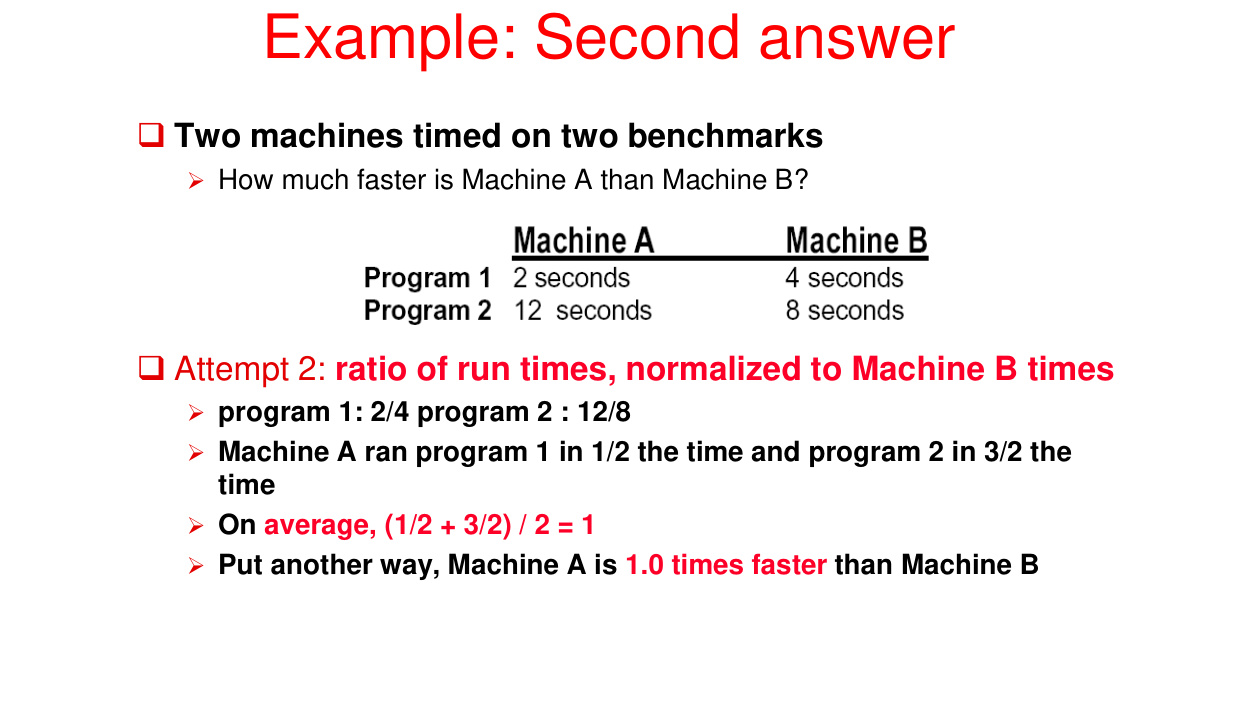 Example: Second answer
Two machines timed on two benchmarks
How much faster is Machine A than Machine B?
Machine A Machine B
Program 1 2 seconds 4 seconds
Program 2 12 seconds 8 seconds
Attempt 2: ratio of run times, normalized to Machine B times
program 1: 2/4 program 2 : 12/8
Machine A ran program 1 in 1/2 the time and program 2 in 3/2 the
time
On average, (1/2 + 3/2) / 2 = 1
Put another way, Machine A is 1.0 times faster than Machine B